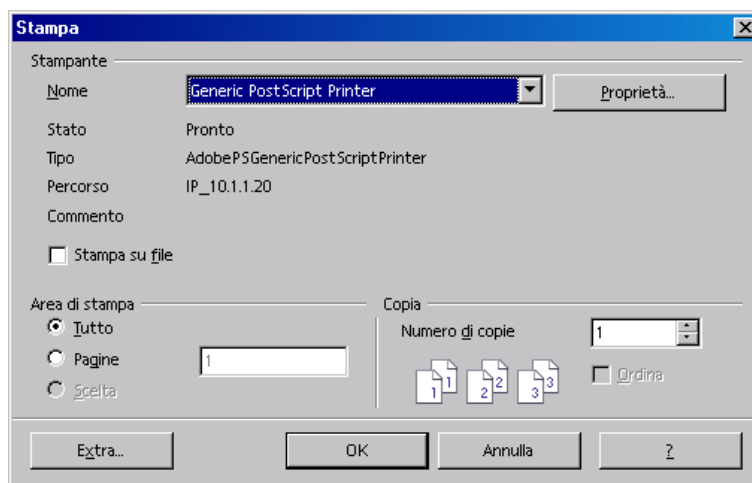 Stampa
Stampante
Nome Generic PostScript Printer Proprietà...
Stato Pronto
Tipo AdobePSGenericPostScriptPrinter
Percorso IP_10.1.1.20
Commento
Stampa su file
Area di stampa Copia
Tutto Numero di copie 1
Pagine 1
1 1 2 2 3 3 Ordina
Scelta
Extra... OK Annulla ?